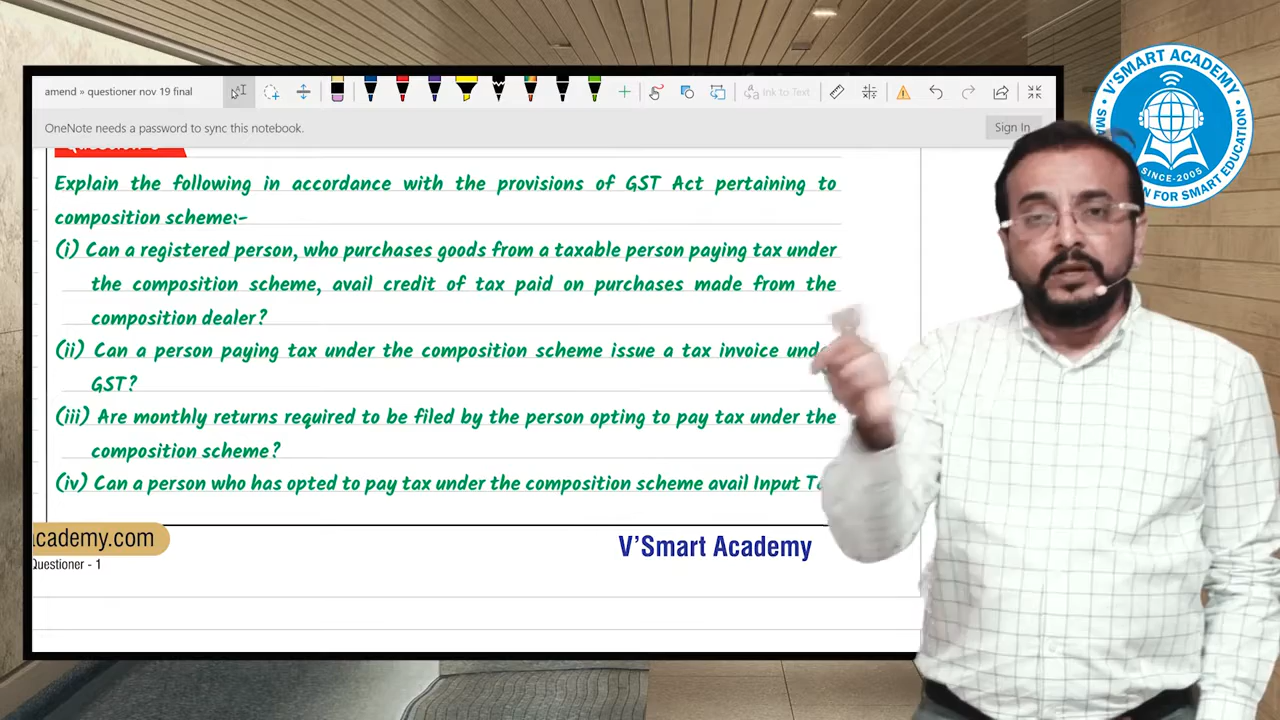 amend » questioner nov 19 final
Ink to Text
OneNote needs a password to sync this notebook.
Sign In
Explain the following in accordance with the provisions of GST Act pertaining to
composition scheme:-
(i) Can a registered person, who purchases goods from a taxable person paying tax under
the composition scheme, avail credit of tax paid on purchases made from the
composition dealer?
(ii) Can a person paying tax under the composition scheme issue a tax invoice und
GST?
(iii) Are monthly returns required to be filed by the person opting to pay tax under the
composition scheme?
(iv) Can a person who has opted to pay tax under the composition scheme avail Input
cademy.com
V'Smart Academy
Questioner - 1
V'SMART ACADEMY
SINCE-2005
N FOR SMART EDUCATION